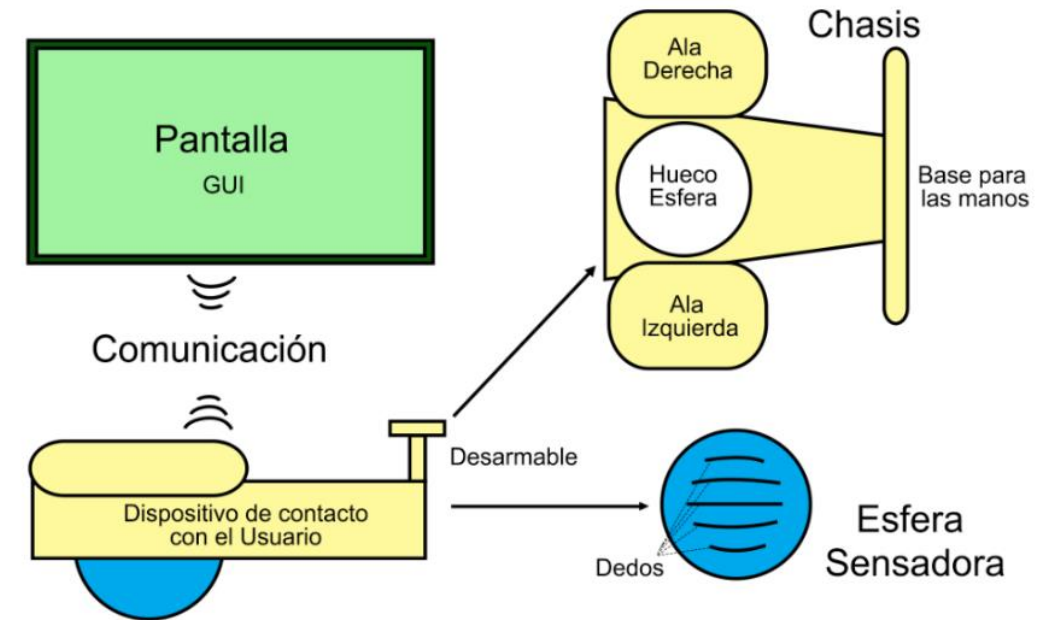 Pantalla
GUI
Comunicación
Dispositivo de contacto
con el Usuario
Desarmable
Chasis
Ala
Derecha
Hueco
Esfera
Base para
las manos
Ala
Izquierda
Dedos
Esfera
Sensadora